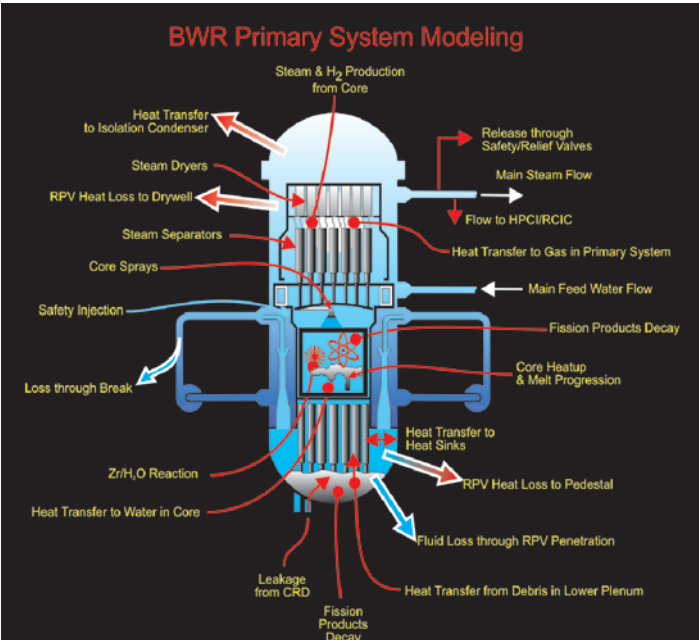 BWR Primary System Modeling
Steam & H₂ Production
from Core
Heat Transfer
to Isolation Condenser
Release through
Safety/Relief Valves
Steam Dryers
Main Steam Flow
RPV Heat Loss to Drywell
Flow to HPCI/RCIC
Steam Separators
Heat Transfer to Gas in Primary System
Core Sprays
Main Feed Water Flow
Safety Injection
Fission Products Decay
Core Heatup
& Melt Progression
Loss through Break
Heat Transfer to
Heat Sinks
Zr/H₂O Reaction
RPV Heat Loss to Pedestal
Heat Transfer to Water in Core
Fluid Loss through RPV Penetration
Leakage
from CRD
Heat Transfer from Debris in Lower Plenum
Fission
Products
Decay